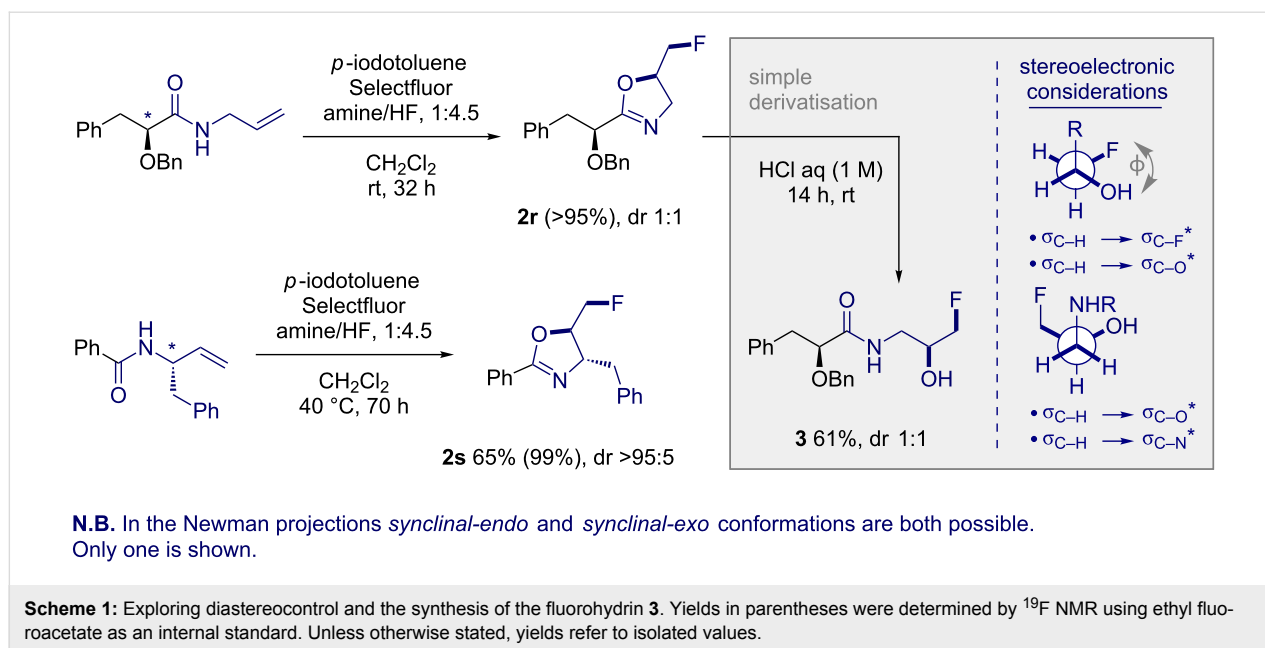 p-iodotoluene
Selectfluor
amine/HF, 1:4.5
CH2Cl2
rt, 32 h
O
*
Ph
N
H
OBn
F
O
N
Ph
OBn
2r (>95%), dr 1:1
simple
derivatisation
HCl aq (1 M)
14 h, rt
stereoelectronic
considerations
R
H
F
ϕ
H
OH
H
• σC–H → σC–F*
• σC–H → σC–O*
F
NHR
OH
H
H
H
• σC–H → σC–O*
• σC–H → σC–N*
p-iodotoluene
Selectfluor
amine/HF, 1:4.5
CH2Cl2
40 °C, 70 h
H
N
*
Ph
O
Ph
F
O
Ph
N
Ph
2s 65% (99%), dr >95:5
O
F
Ph
N
H
OBn
OH
3 61%, dr 1:1
N.B. In the Newman projections synclinal-endo and synclinal-exo conformations are both possible.
Only one is shown.
Scheme 1: Exploring diastereocontrol and the synthesis of the fluorohydrin 3. Yields in parentheses were determined by 19F NMR using ethyl fluo-
roacetate as an internal standard. Unless otherwise stated, yields refer to isolated values.